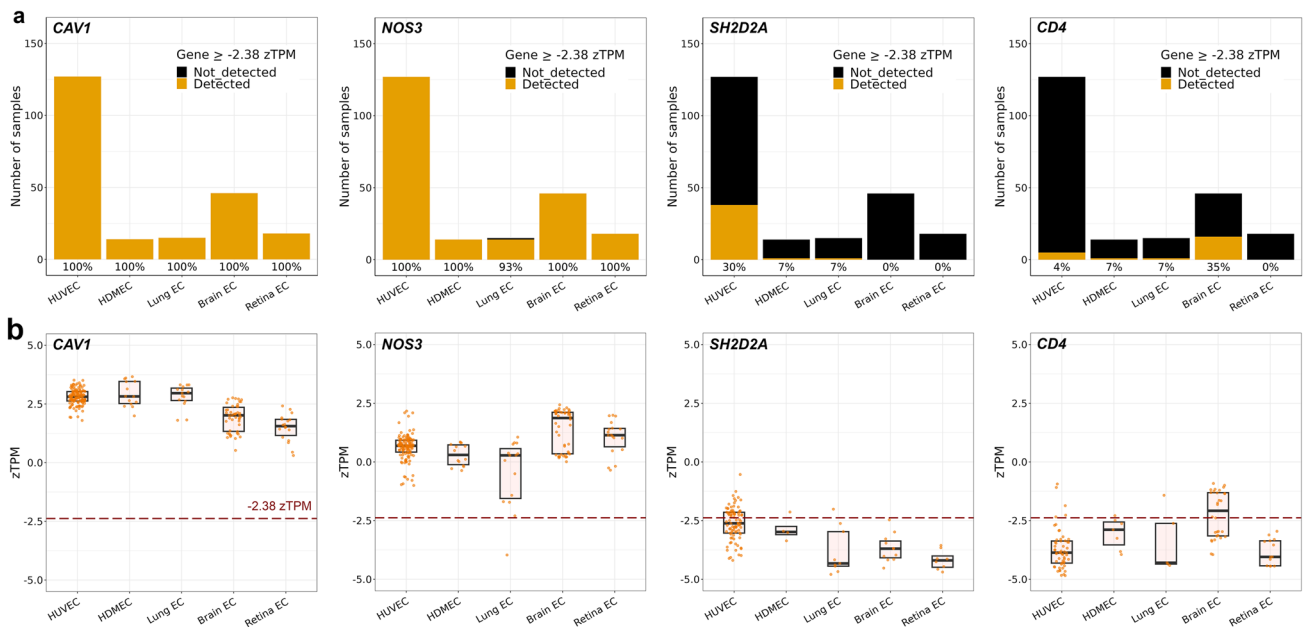 a
CAV1
Gene ≥ -2.38 zTPM
Not_detected
Detected
Number of samples
150
100
50
0
100% 100% 100% 100% 100%
HUVEC HDMEC Lung EC Brain EC Retina EC
NOS3
Gene ≥ -2.38 zTPM
Not_detected
Detected
Number of samples
150
100
50
0
100% 100% 93% 100% 100%
HUVEC HDMEC Lung EC Brain EC Retina EC
SH2D2A
Gene ≥ -2.38 zTPM
Not_detected
Detected
Number of samples
150
100
50
0
30% 7% 7% 0% 0%
HUVEC HDMEC Lung EC Brain EC Retina EC
CD4
Gene ≥ -2.38 zTPM
Not_detected
Detected
Number of samples
150
100
50
0
4% 7% 7% 35% 0%
HUVEC HDMEC Lung EC Brain EC Retina EC
b
CAV1
zTPM
5.0
2.5
0.0
-2.5
-5.0
-2.38 zTPM
HUVEC HDMEC Lung EC Brain EC Retina EC
NOS3
zTPM
5.0
2.5
0.0
-2.5
-5.0
HUVEC HDMEC Lung EC Brain EC Retina EC
SH2D2A
zTPM
5.0
2.5
0.0
-2.5
-5.0
HUVEC HDMEC Lung EC Brain EC Retina EC
CD4
zTPM
5.0
2.5
0.0
-2.5
-5.0
HUVEC HDMEC Lung EC Brain EC Retina EC